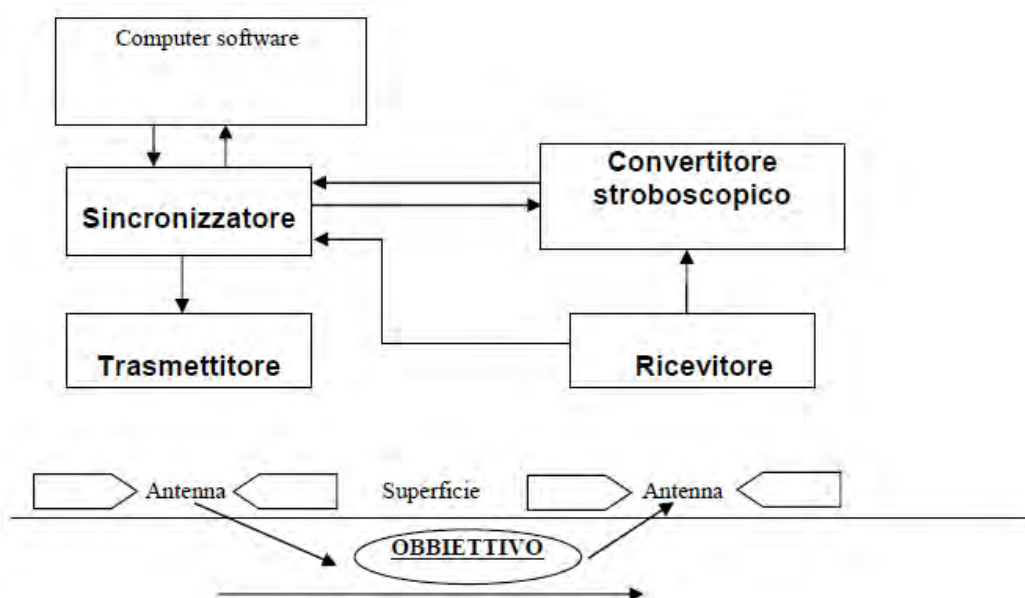 Computer software
Convertitore
stroboscopico
Sincronizzatore
Trasmettitore
Ricevitore
Antenna
Superficie
Antenna
OBBIETTIVO